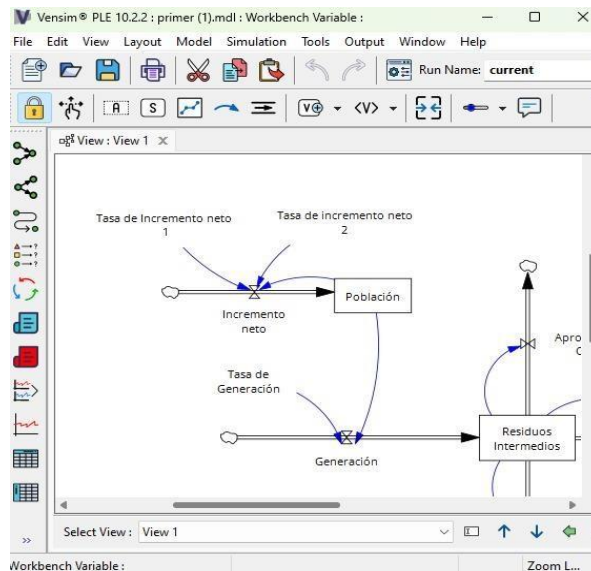 Vensim® PLE 10.2.2 : primer (1).mdl : Workbench Variable :
File Edit View Layout Model Simulation Tools Output Window Help
Run Name: current
A S V <V>
View : View 1
Tasa de Incremento neto
1
Tasa de incremento neto
2
Población
Incremento
neto
Apro
C
Tasa de
Generación
Residuos
Intermedios
Generación
Select View : View 1
Workbench Variable :
Zoom L...